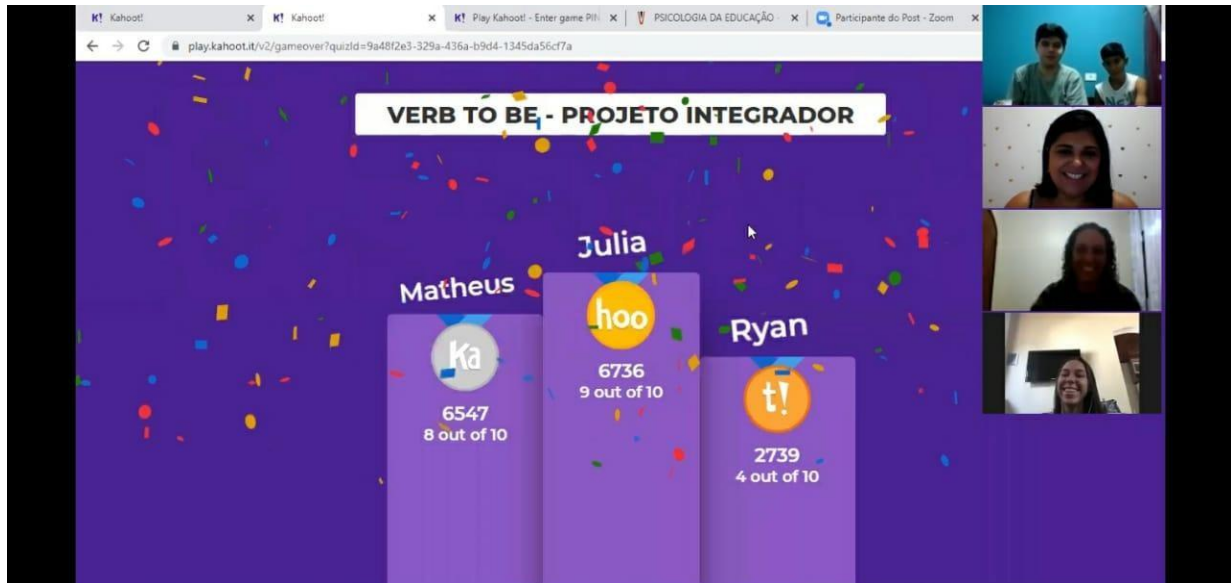 Kahoot!
Kahoot!
Play Kahoot! - Enter game PIN
PSICOLOGIA DA EDUCAÇÃO -
Participante do Post - Zoom
play.kahoot.it/v2/gameover?quizId=9a48f2e3-329a-436a-b9d4-1345da56cf7a
VERB TO BE - PROJETO INTEGRADOR
Julia
hoo
6736
9 out of 10
Matheus
Ka
6547
8 out of 10
Ryan
t!
2739
4 out of 10